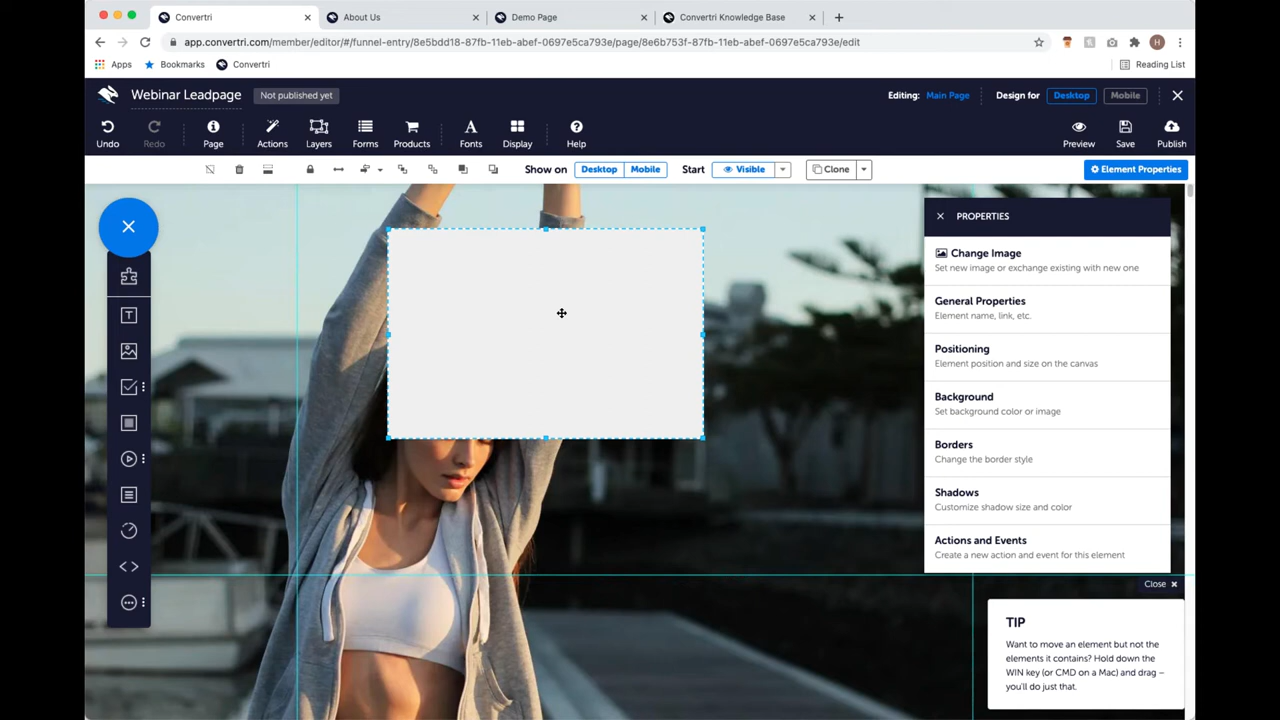 Convertri
About Us
Demo Page
Convertri Knowledge Base
app.convertri.com/member/editor/#/funnel-entry/8e5bdd18-87fb-11eb-abef-0697e5ca793e/page/8e6b753f-87fb-11eb-abef-0697e5ca793e/edit
H
Apps
Bookmarks
Convertri
Reading List
Webinar Leadpage
Not published yet
Editing: Main Page
Design for
Desktop
Mobile
Undo
Redo
Page
Actions
Layers
Forms
Products
Fonts
Display
Help
Preview
Save
Publish
Show on
Desktop
Mobile
Start
Visible
Clone
Element Properties
PROPERTIES
Change Image
Set new image or exchange existing with new one
General Properties
Element name, link, etc.
Positioning
Element position and size on the canvas
Background
Set background color or image
Borders
Change the border style
Shadows
Customize shadow size and color
Actions and Events
Create a new action and event for this element
Close
TIP
Want to move an element but not the
elements it contains? Hold down the
WIN key (or CMD on a Mac) and drag –
you'll do just that.